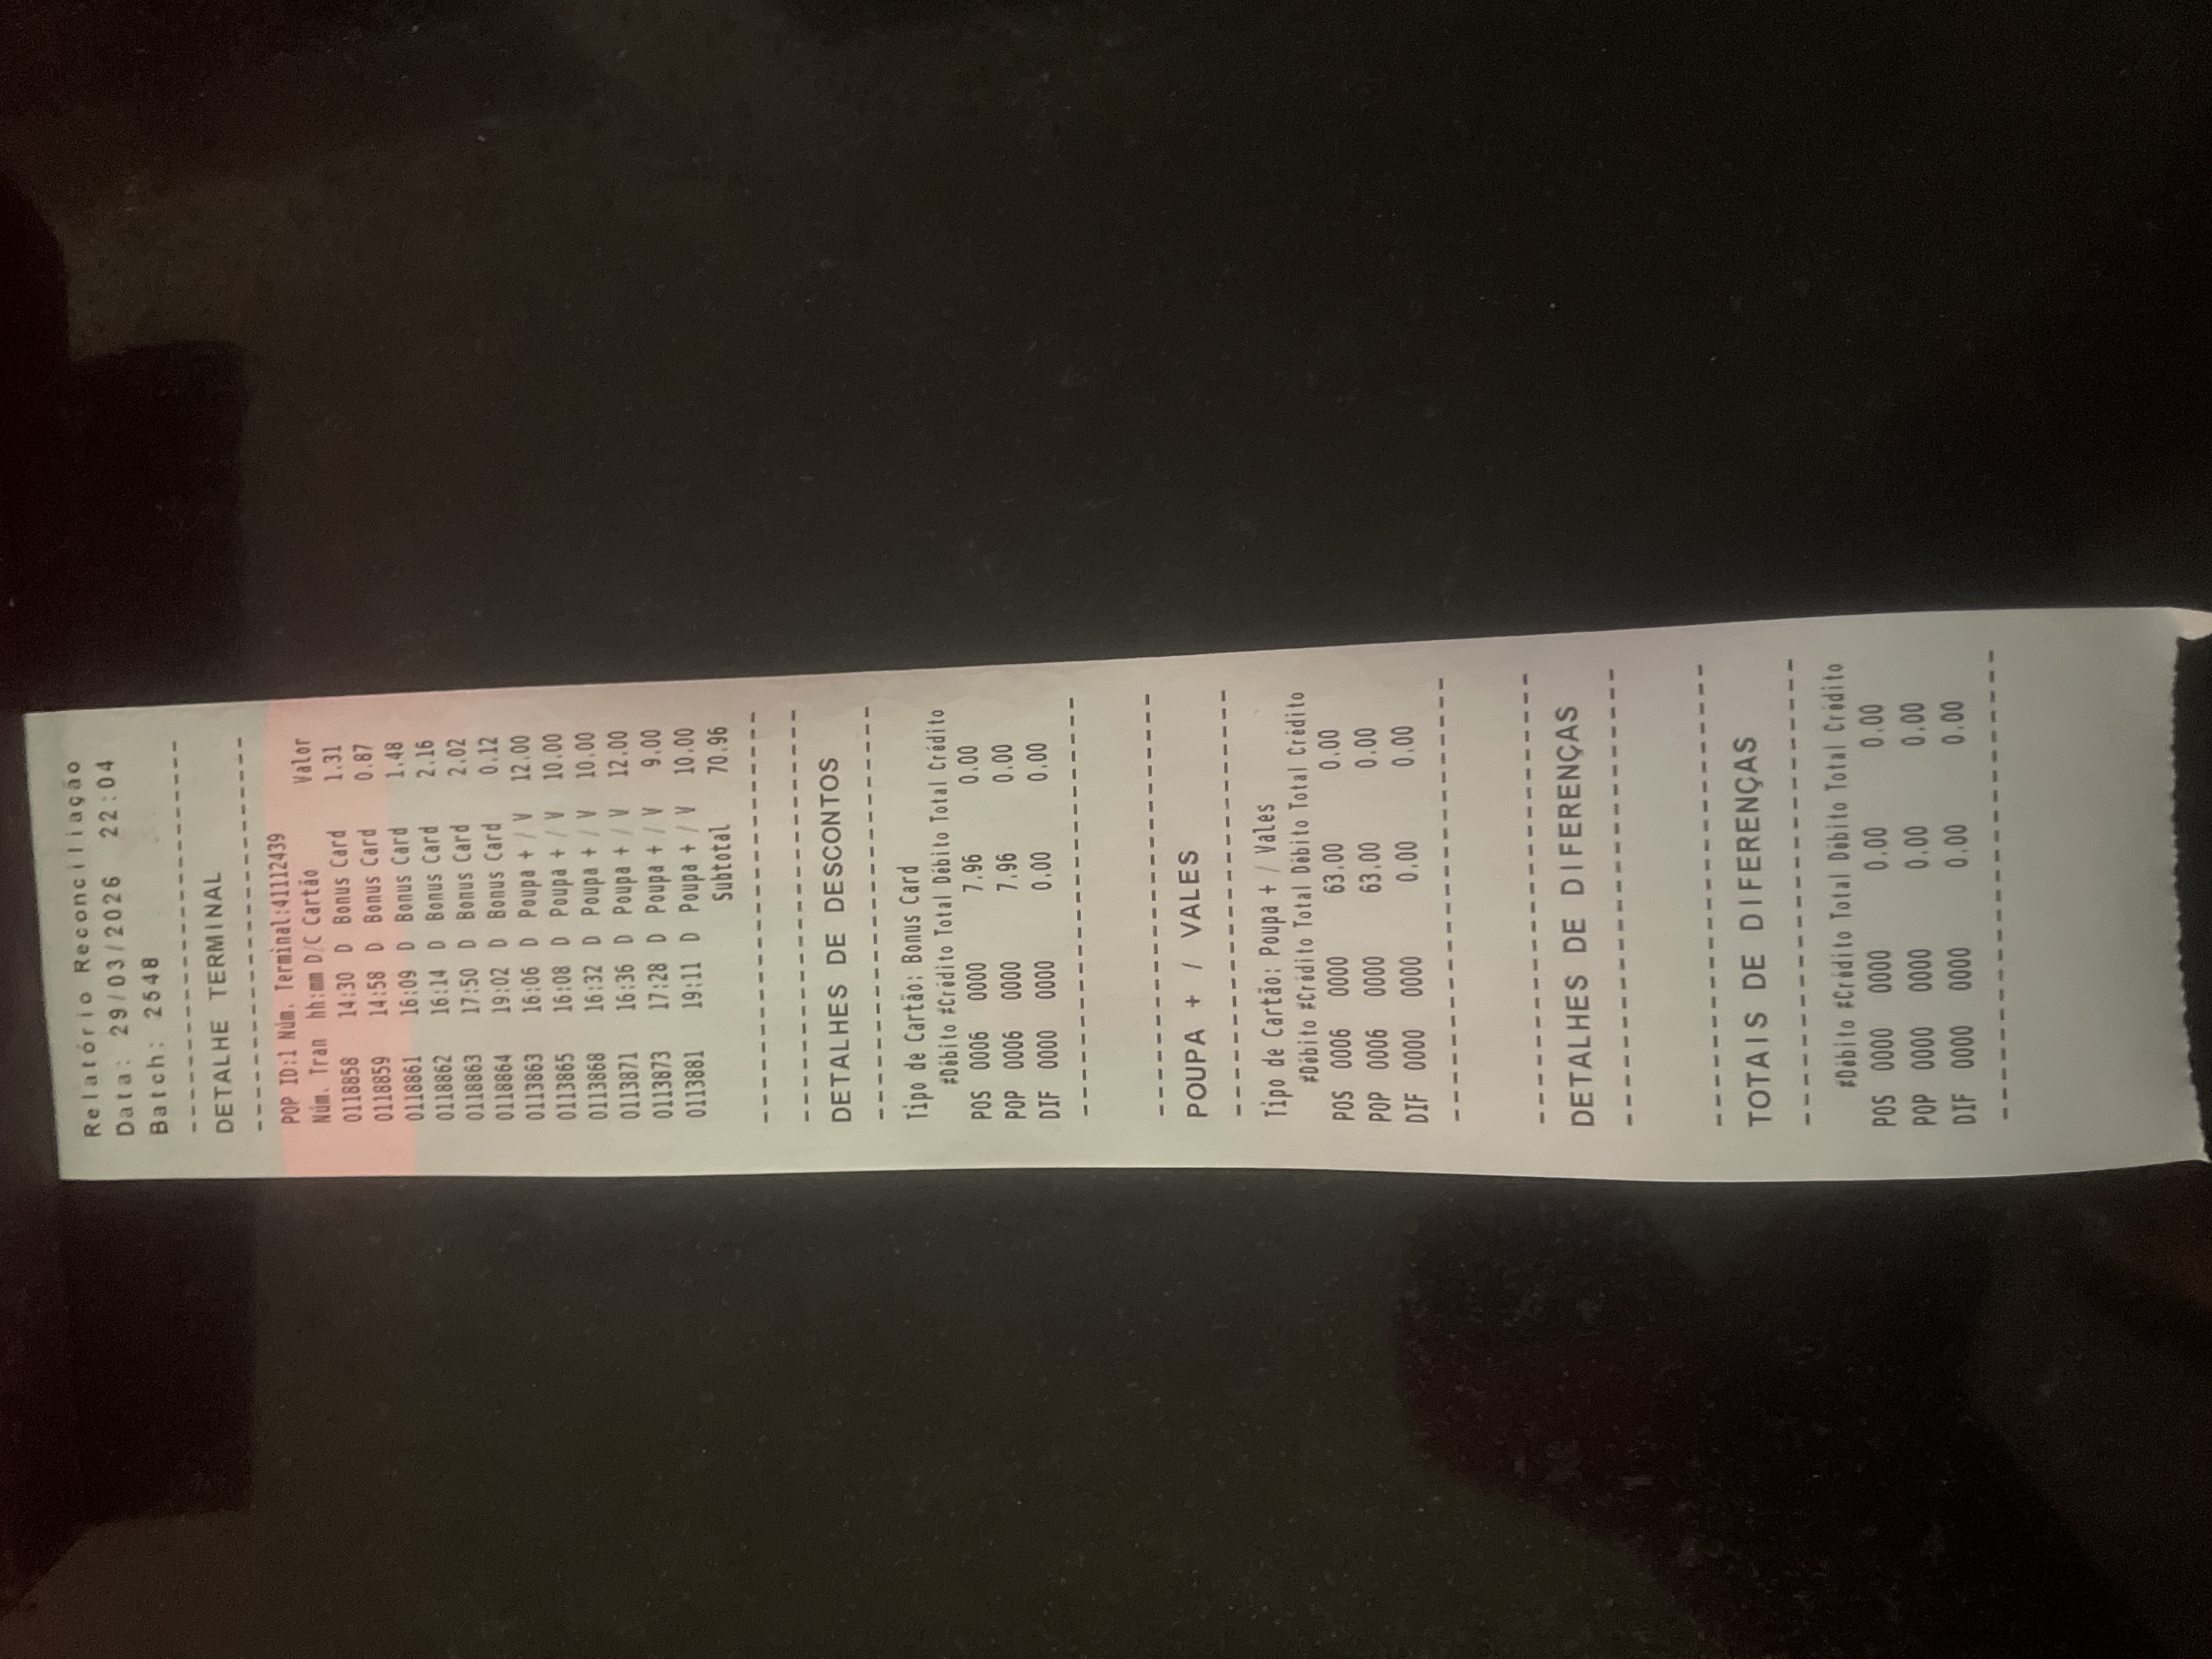 Relatório Reconciliação
Data: 29/03/2026 22:04
Batch: 2548
--------------------------
DETALHE TERMINAL
--------------------------
POP ID:1 Núm. Terminal:41112439
Núm. Tran hh:mm D/C Cartão Valor
0118858 14:30 D Bonus Card 1.31
0118859 14:58 D Bonus Card 0.87
0118861 16:09 D Bonus Card 1.48
0118862 16:14 D Bonus Card 2.16
0118863 17:50 D Bonus Card 2.02
0118864 19:02 D Bonus Card 0.12
0113863 16:06 D Poupa + / V 12.00
0113865 16:08 D Poupa + / V 10.00
0113868 16:32 D Poupa + / V 10.00
0113871 16:36 D Poupa + / V 12.00
0113873 17:28 D Poupa + / V 9.00
0113881 19:11 D Poupa + / V 10.00
Subtotal 70.96
--------------------------
--------------------------
DETALHES DE DESCONTOS
--------------------------
Tipo de Cartão: Bonus Card
#Débito #Crédito Total Débito Total Crédito
POS 0006 0000 7.96 0.00
POP 0006 0000 7.96 0.00
DIF 0000 0000 0.00 0.00
--------------------------
--------------------------
POUPA + / VALES
--------------------------
Tipo de Cartão: Poupa + / Vales
#Débito #Crédito Total Débito Total Crédito
POS 0006 0000 63.00 0.00
POP 0006 0000 63.00 0.00
DIF 0000 0000 0.00 0.00
--------------------------
--------------------------
DETALHES DE DIFERENÇAS
--------------------------
--------------------------
TOTAIS DE DIFERENÇAS
--------------------------
#Débito #Crédito Total Débito Total Crédito
POS 0000 0000 0.00 0.00
POP 0000 0000 0.00 0.00
DIF 0000 0000 0.00 0.00
--------------------------